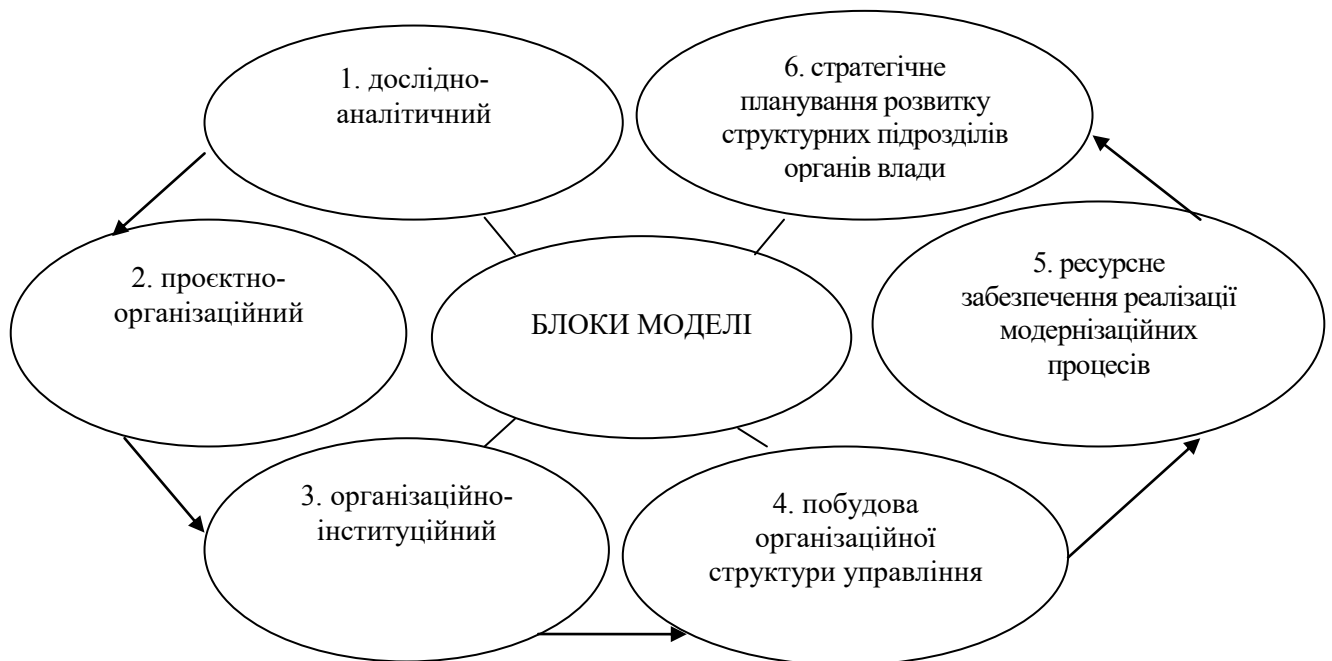 1. дослідно-
аналітичний
6. стратегічне
планування розвитку
структурних підрозділів
органів влади
2. проєктно-
організаційний
БЛОКИ МОДЕЛІ
5. ресурсне
забезпечення реалізації
модернізаційних
процесів
3. організаційно-
інституційний
4. побудова
організаційної
структури управління